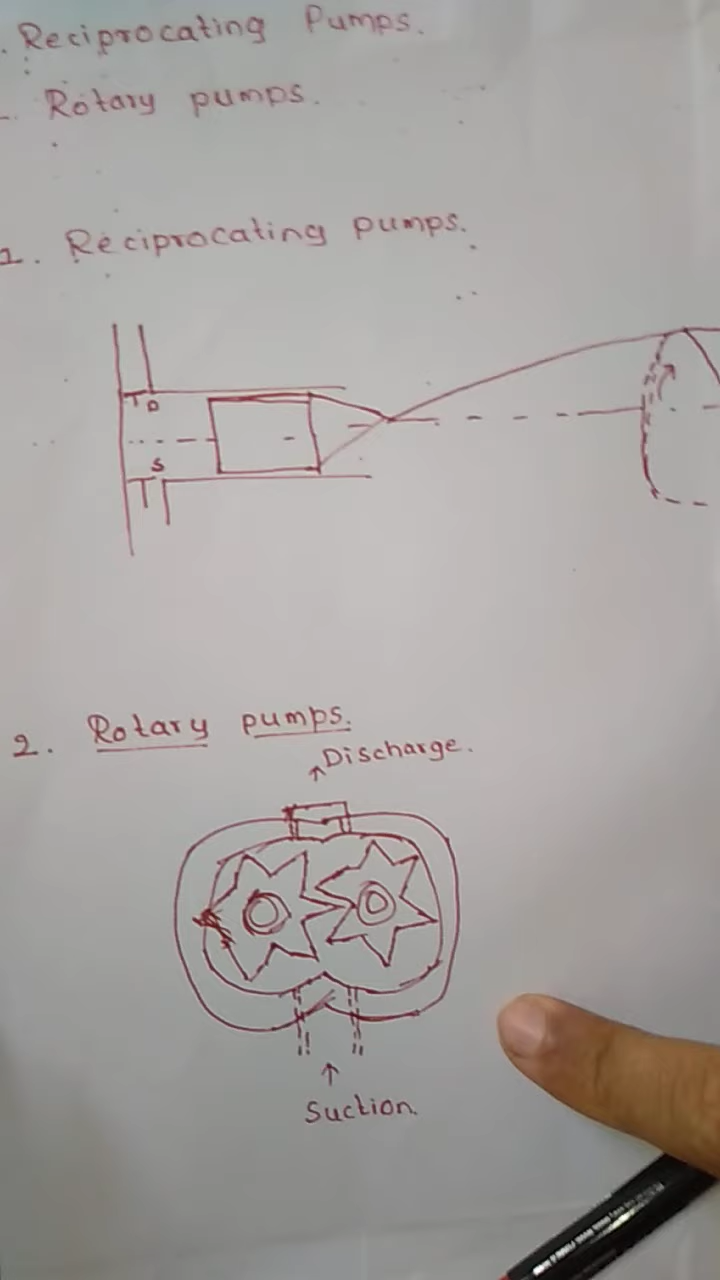 . Reciprocating Pumps.
Rotary pumps.
1. Reciprocating pumps.
D
S
2. Rotary pumps.
Discharge.
Suction.